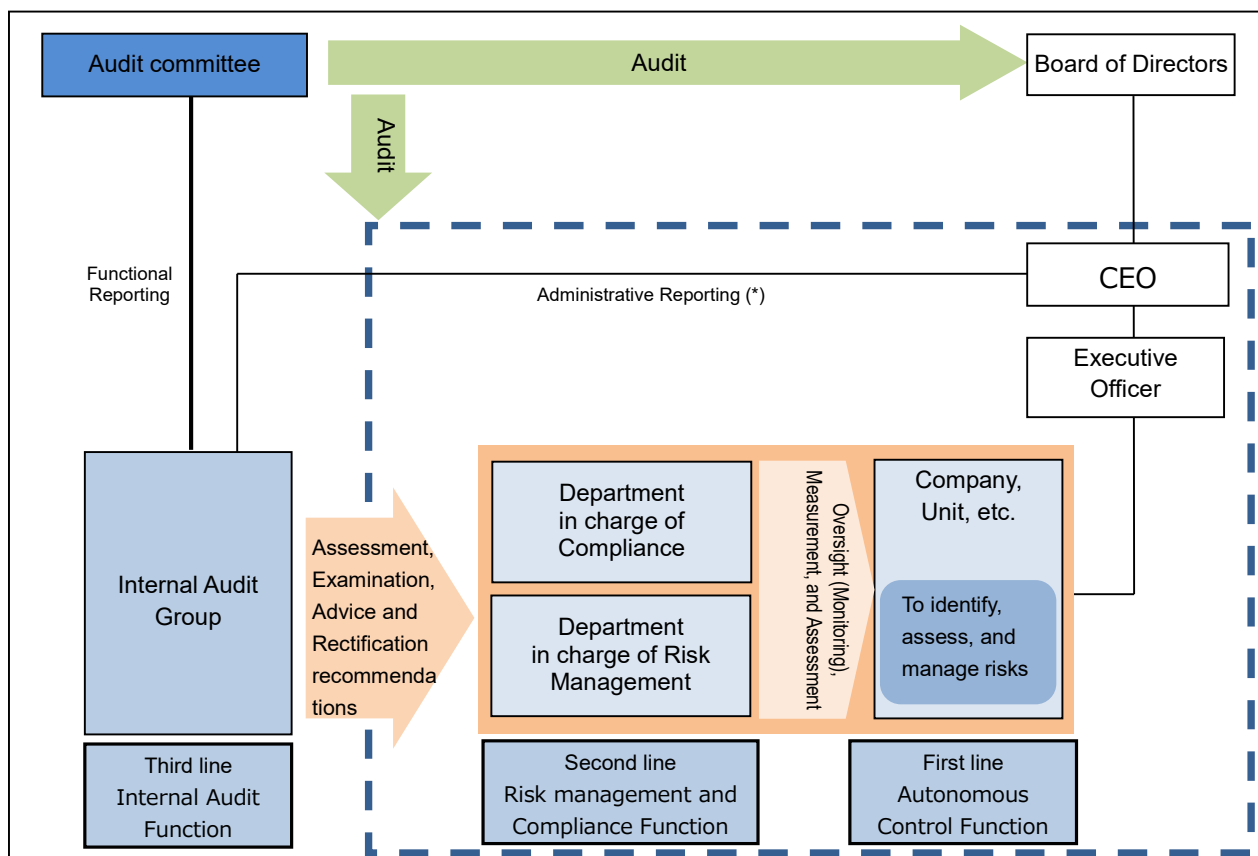 Audit committee
Audit
Board of Directors
Audit
Functional
Reporting
Administrative Reporting (*)
CEO
Executive
Officer
Internal Audit
Group
Assessment,
Examination,
Advice and
Rectification
recommenda
tions
Department
in charge of
Compliance
Department
in charge of Risk
Management
Oversight (Monitoring),
Measurement, and Assessment
Company,
Unit, etc.
To identify,
assess, and
manage risks
Third line
Internal Audit
Function
Second line
Risk management and
Compliance Function
First line
Autonomous
Control Function